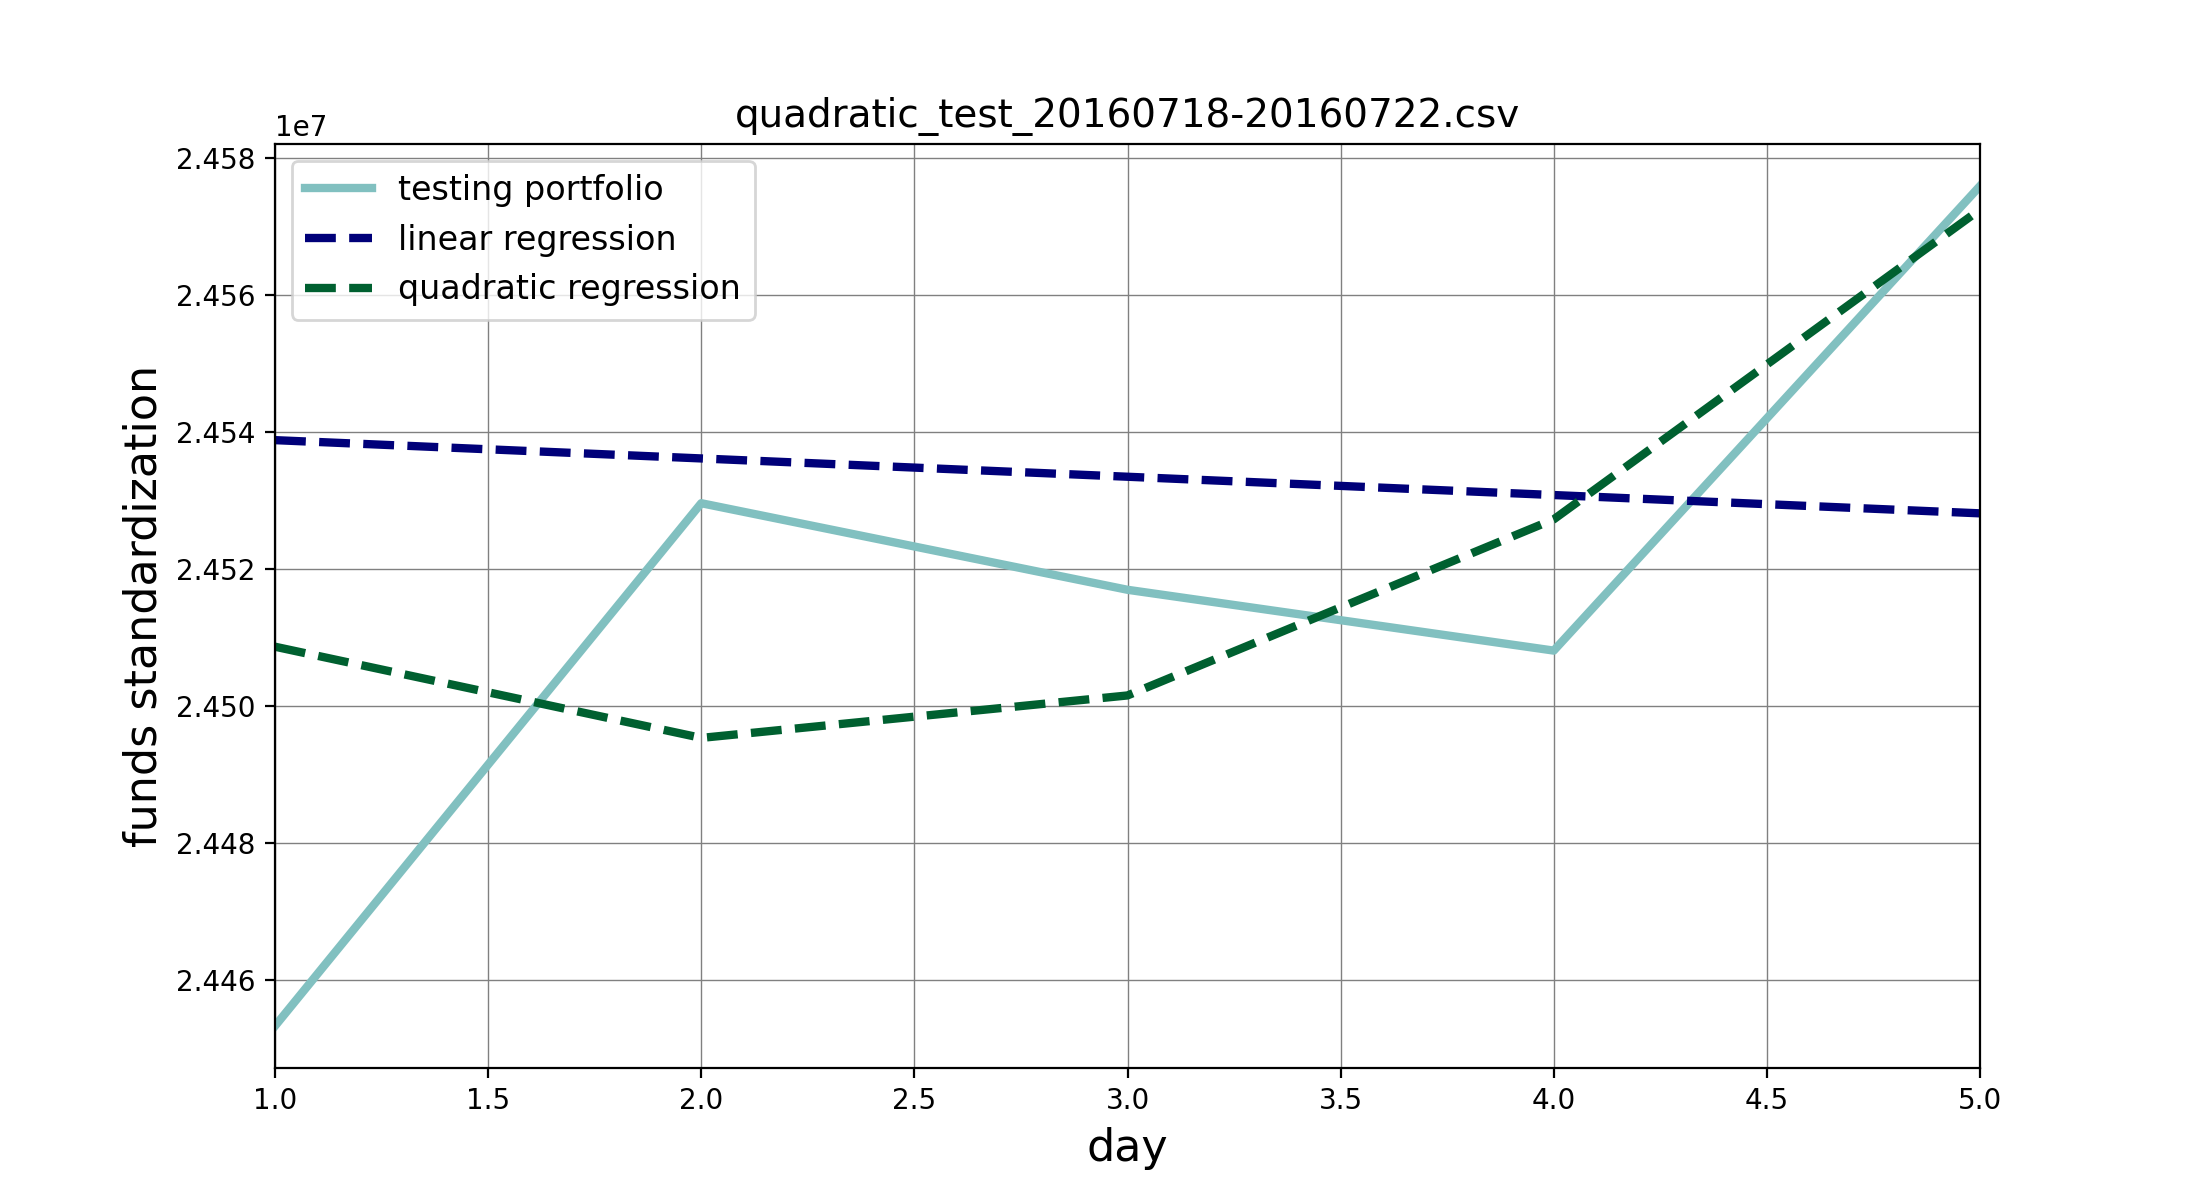 quadratic_test_20160718-20160722.csv
1e7
2.458
2.456
2.454
2.452
2.450
2.448
2.446
funds standardization
testing portfolio
linear regression
quadratic regression
1.0 1.5 2.0 2.5 3.0 3.5 4.0 4.5 5.0
day